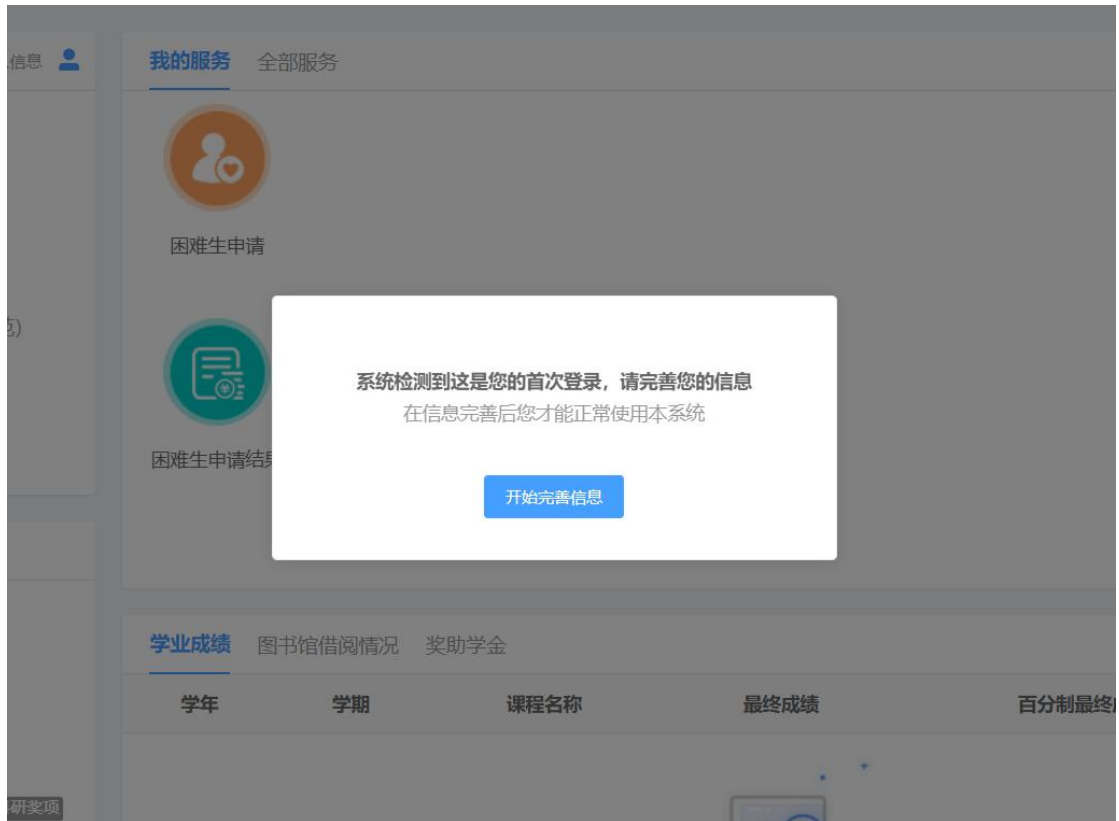 信息
我的服务 全部服务
困难生申请
系统检测到这是您的首次登录，请完善您的信息
在信息完善后您才能正常使用本系统
困难生申请结
开始完善信息
学业成绩 图书馆借阅情况 奖助学金
学年 学期 课程名称 最终成绩 百分制最终
研奖项